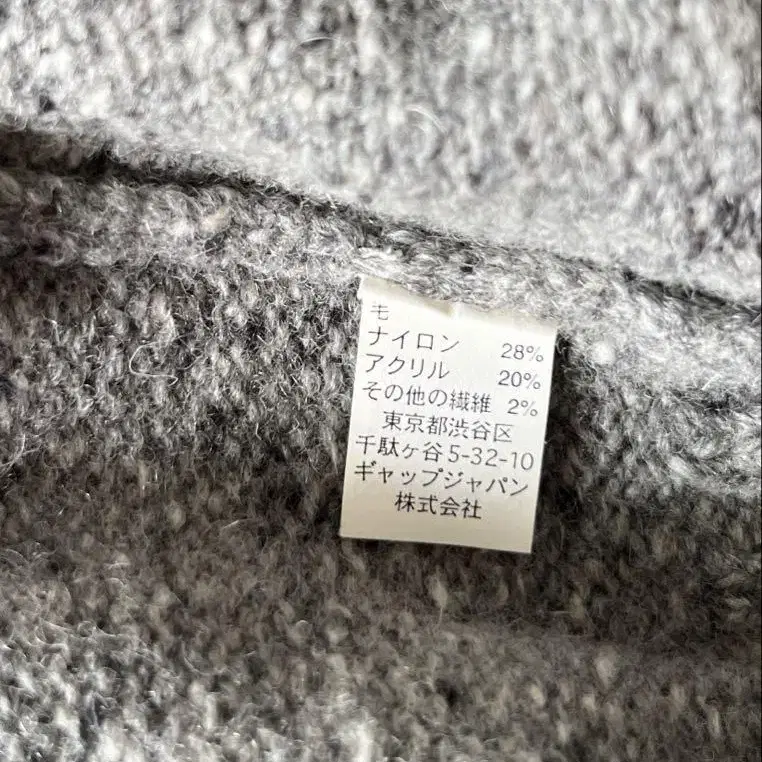 毛
ナイロン 28%
アクリル 20%
その他の繊維 2%
東京都渋谷区
千駄ヶ谷5-32-10
ギャップジャパン
株式会社